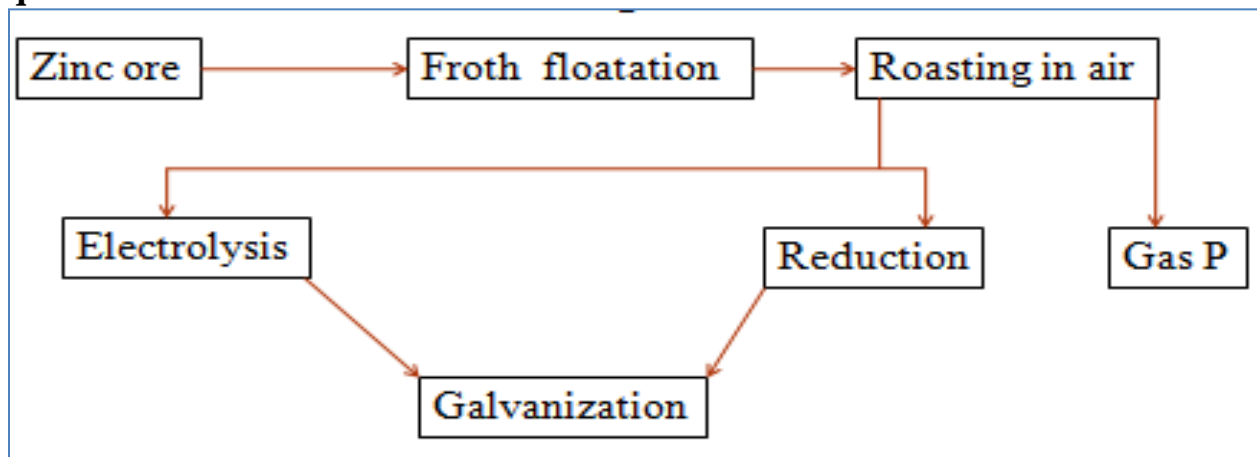 Zinc ore
Froth floatation
Roasting in air
Electrolysis
Reduction
Gas P
Galvanization